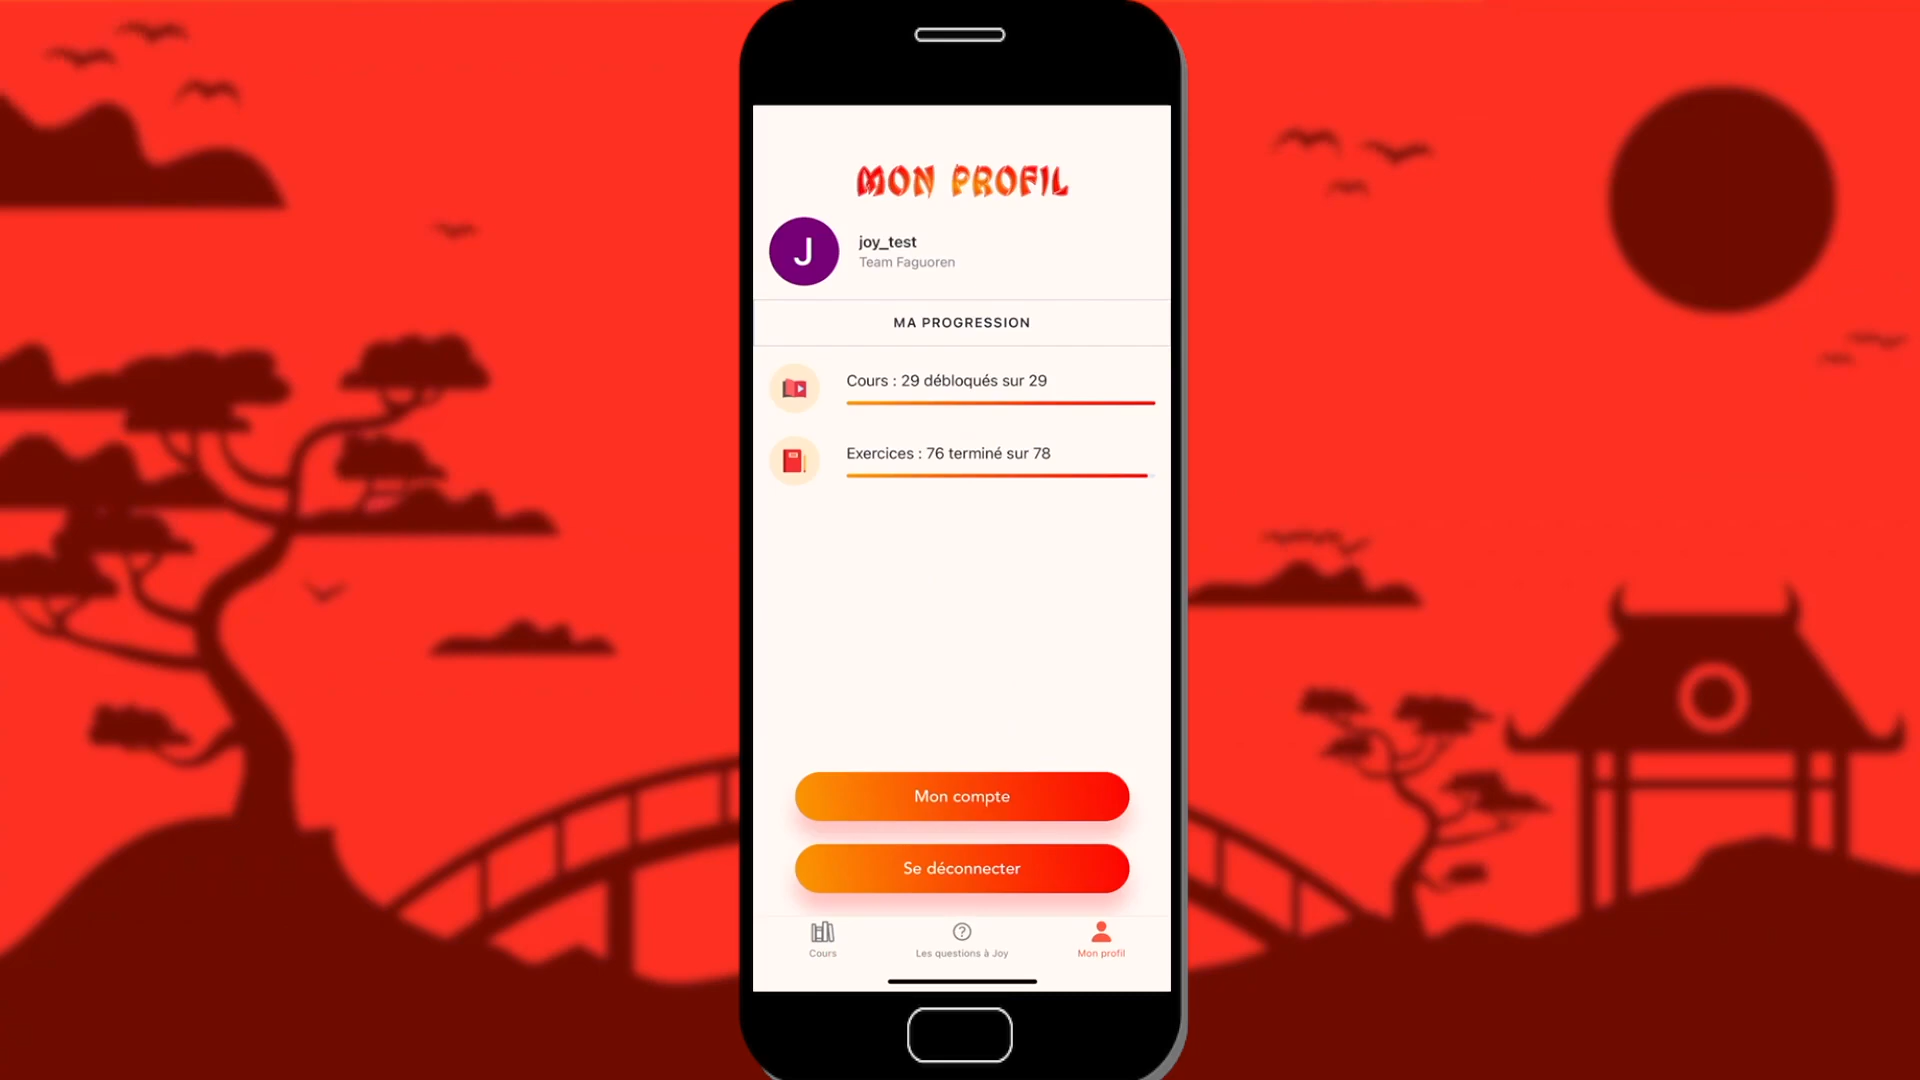 MON PROFIL
J
joy_test
Team Faguoren
MA PROGRESSION
Cours : 29 débloqués sur 29
Exercices : 76 terminé sur 78
Mon compte
Se déconnecter
Cours
Les questions à Joy
Mon profil